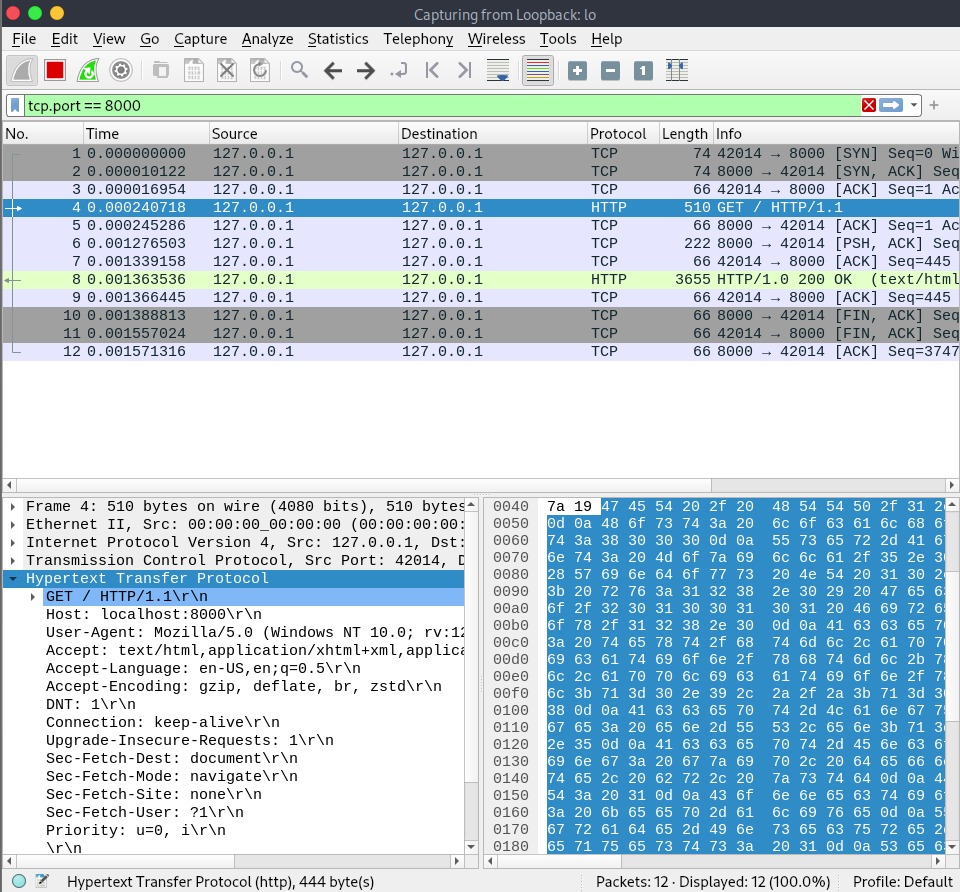 Capturing from Loopback: lo
File Edit View Go Capture Analyze Statistics Telephony Wireless Tools Help
tcp.port == 8000
No. Time Source Destination Protocol Length Info
1 0.000000000 127.0.0.1 127.0.0.1 TCP 74 42014 → 8000 [SYN] Seq=0 Wi
2 0.000010122 127.0.0.1 127.0.0.1 TCP 74 8000 → 42014 [SYN, ACK] Seq
3 0.000016954 127.0.0.1 127.0.0.1 TCP 66 42014 → 8000 [ACK] Seq=1 Ac
4 0.000240718 127.0.0.1 127.0.0.1 HTTP 510 GET / HTTP/1.1
5 0.000245286 127.0.0.1 127.0.0.1 TCP 66 8000 → 42014 [ACK] Seq=1 Ac
6 0.001276503 127.0.0.1 127.0.0.1 TCP 222 8000 → 42014 [PSH, ACK] Seq
7 0.001339158 127.0.0.1 127.0.0.1 TCP 66 42014 → 8000 [ACK] Seq=445
8 0.001363536 127.0.0.1 127.0.0.1 HTTP 3655 HTTP/1.0 200 OK (text/html
9 0.001366445 127.0.0.1 127.0.0.1 TCP 66 42014 → 8000 [ACK] Seq=445
10 0.001388813 127.0.0.1 127.0.0.1 TCP 66 8000 → 42014 [FIN, ACK] Seq
11 0.001557024 127.0.0.1 127.0.0.1 TCP 66 42014 → 8000 [FIN, ACK] Seq
12 0.001571316 127.0.0.1 127.0.0.1 TCP 66 8000 → 42014 [ACK] Seq=3747
Frame 4: 510 bytes on wire (4080 bits), 510 bytes
Ethernet II, Src: 00:00:00_00:00:00 (00:00:00:00:
Internet Protocol Version 4, Src: 127.0.0.1, Dst:
Transmission Control Protocol, Src Port: 42014, D
Hypertext Transfer Protocol
GET / HTTP/1.1\r\n
Host: localhost:8000\r\n
User-Agent: Mozilla/5.0 (Windows NT 10.0; rv:12
Accept: text/html,application/xhtml+xml,applica
Accept-Language: en-US,en;q=0.5\r\n
Accept-Encoding: gzip, deflate, br, zstd\r\n
DNT: 1\r\n
Connection: keep-alive\r\n
Upgrade-Insecure-Requests: 1\r\n
Sec-Fetch-Dest: document\r\n
Sec-Fetch-Mode: navigate\r\n
Sec-Fetch-Site: none\r\n
Sec-Fetch-User: ?1\r\n
Priority: u=0, i\r\n
\r\n
0040 7a 19 47 45 54 20 2f 20 48 54 54 50 2f 31 2
0050 0d 0a 48 6f 73 74 3a 20 6c 6f 63 61 6c 68 6
0060 74 3a 38 30 30 30 0d 0a 55 73 65 72 2d 41 6
0070 6e 74 3a 20 4d 6f 7a 69 6c 6c 61 2f 35 2e 3
0080 28 57 69 6e 64 6f 77 73 20 4e 54 20 31 30 2
0090 3b 20 72 76 3a 31 32 38 2e 30 29 20 47 65 6
00a0 6f 2f 32 30 31 30 30 31 30 31 20 46 69 72 6
00b0 6f 78 2f 31 32 38 2e 30 0d 0a 41 63 63 65 7
00c0 3a 20 74 65 78 74 2f 68 74 6d 6c 2c 61 70 7
00d0 69 63 61 74 69 6f 6e 2f 78 68 74 6d 6c 2b 7
00e0 6c 2c 61 70 70 6c 69 63 61 74 69 6f 6e 2f 7
00f0 6c 3b 71 3d 30 2e 39 2c 2a 2f 2a 3b 71 3d 3
0100 38 0d 0a 41 63 63 65 70 74 2d 4c 61 6e 67 7
0110 67 65 3a 20 65 6e 2d 55 53 2c 65 6e 3b 71 3
0120 2e 35 0d 0a 41 63 63 65 70 74 2d 45 6e 63 6
0130 69 6e 67 3a 20 67 7a 69 70 2c 20 64 65 66 6
0140 74 65 2c 20 62 72 2c 20 7a 73 74 64 0d 0a 4
0150 54 3a 20 31 0d 0a 43 6f 6e 6e 65 63 74 69 6
0160 3a 20 6b 65 65 70 2d 61 6c 69 76 65 0d 0a 5
0170 67 72 61 64 65 2d 49 6e 73 65 63 75 72 65 2
0180 65 71 75 65 73 74 73 3a 20 31 0d 0a 53 65 6
Hypertext Transfer Protocol (http), 444 byte(s) Packets: 12 · Displayed: 12 (100.0%) Profile: Default